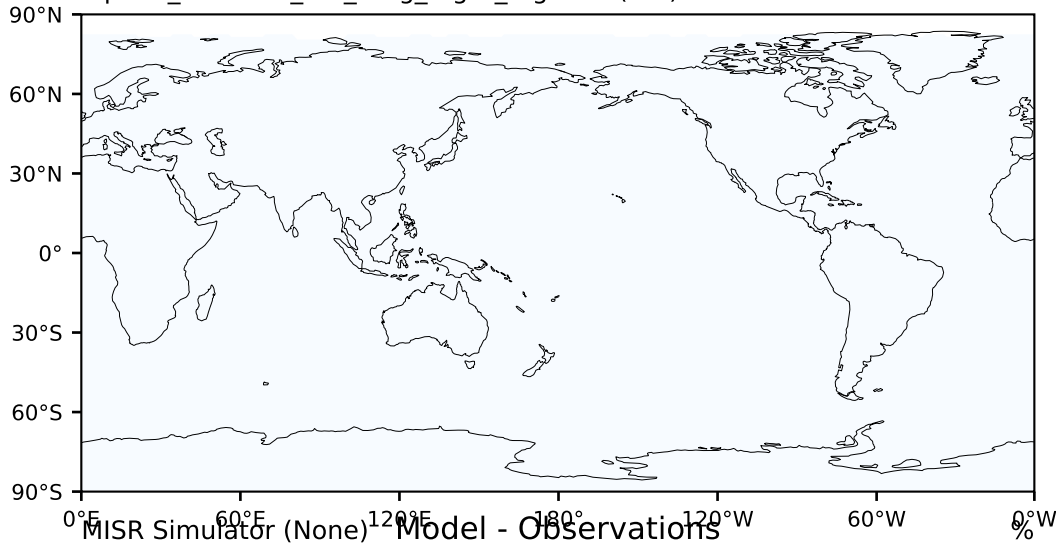 90°N
60°N
30°N
0°
30°S
60°S
90°S
0°E 60°E 120°E 180° 120°W 60°W 0°W
MISR Simulator (None) Model - Observations %